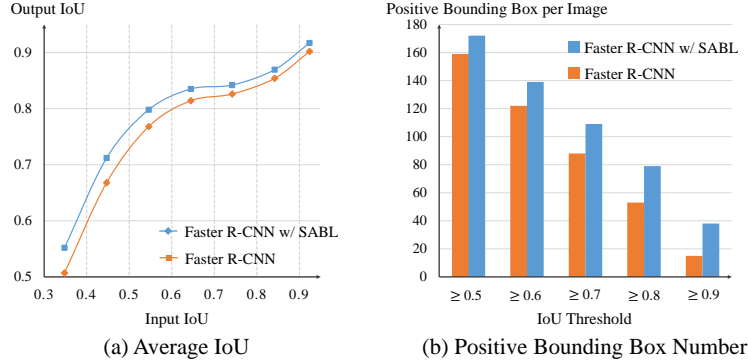 Output IoU
0.9
0.8
0.7
0.6
0.5
0.3 0.4 0.5 0.6 0.7 0.8 0.9
Input IoU
Faster R-CNN w/ SABL
Faster R-CNN
(a) Average IoU
Positive Bounding Box per Image
180
160
140
120
100
80
60
40
20
0
≥ 0.5 ≥ 0.6 ≥ 0.7 ≥ 0.8 ≥ 0.9
IoU Threshold
Faster R-CNN w/ SABL
Faster R-CNN
(b) Positive Bounding Box Number